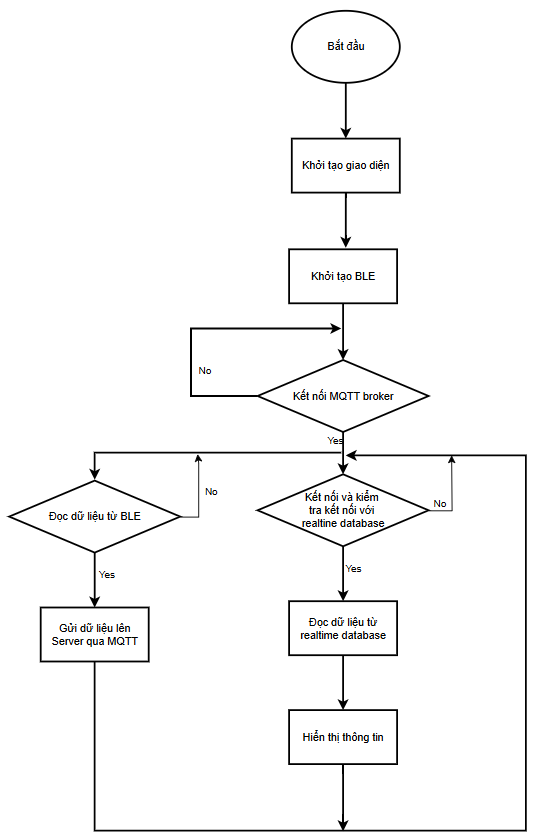 Bắt đầu
Khởi tạo giao diện
Khởi tạo BLE
No
Kết nối MQTT broker
Yes
No
Đọc dữ liệu từ BLE
Yes
Gửi dữ liệu lên
Server qua MQTT
Kết nối và kiểm
tra kết nối với
realtine database
No
Yes
Đọc dữ liệu từ
realtime database
Hiển thị thông tin